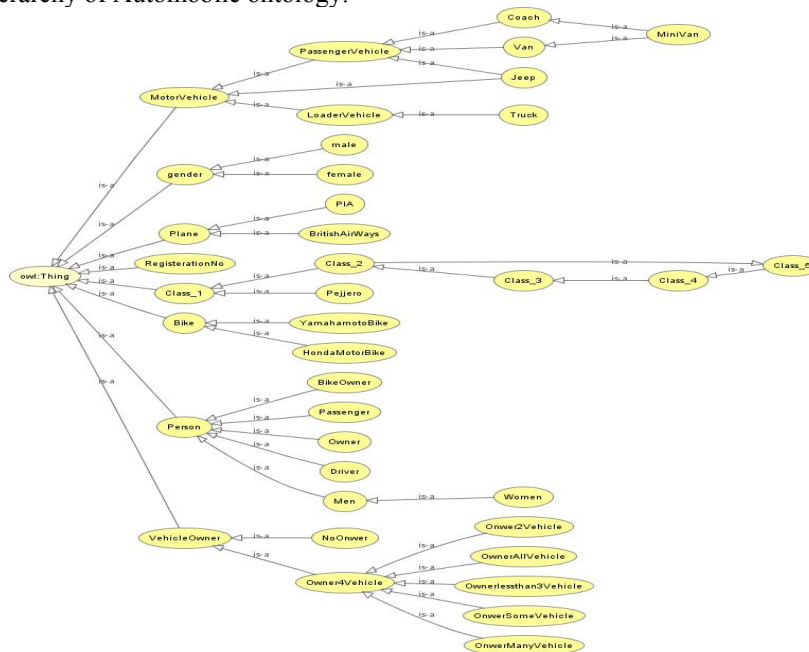 erarchy of Automobile ontology.
Coach
MiniVan
PassengerVehicle
Van
is-a
is-a
is-a
is-a
is-a
is-a
Jeep
is-a
is-a
MotorVehicle
is-a
LoaderVehicle
is-a
Truck
male
is-a
gender
is-a
female
is-a
is-a
PIA
is-a
Plane
is-a
BritishAirWays
is-a
RegisterationNo
is-a
owl:Thing
Class_2
is-a
Class_5
is-a
is-a
Class_3
is-a
Class_4
is-a
is-a
Class_1
is-a
Pejjero
is-a
Bike
is-a
YamahamotoBike
is-a
HondaMotorBike
is-a
is-a
BikeOwner
is-a
Passenger
is-a
Person
is-a
Owner
is-a
Driver
is-a
Men
is-a
Women
VehicleOwner
is-a
NoOnwer
is-a
Owner4Vehicle
Onwer2Vehicle
is-a
OwnerAllVehicle
is-a
Ownerlessthan3Vehicle
is-a
OnwerSomeVehicle
is-a
OnwerManyVehicle
is-a